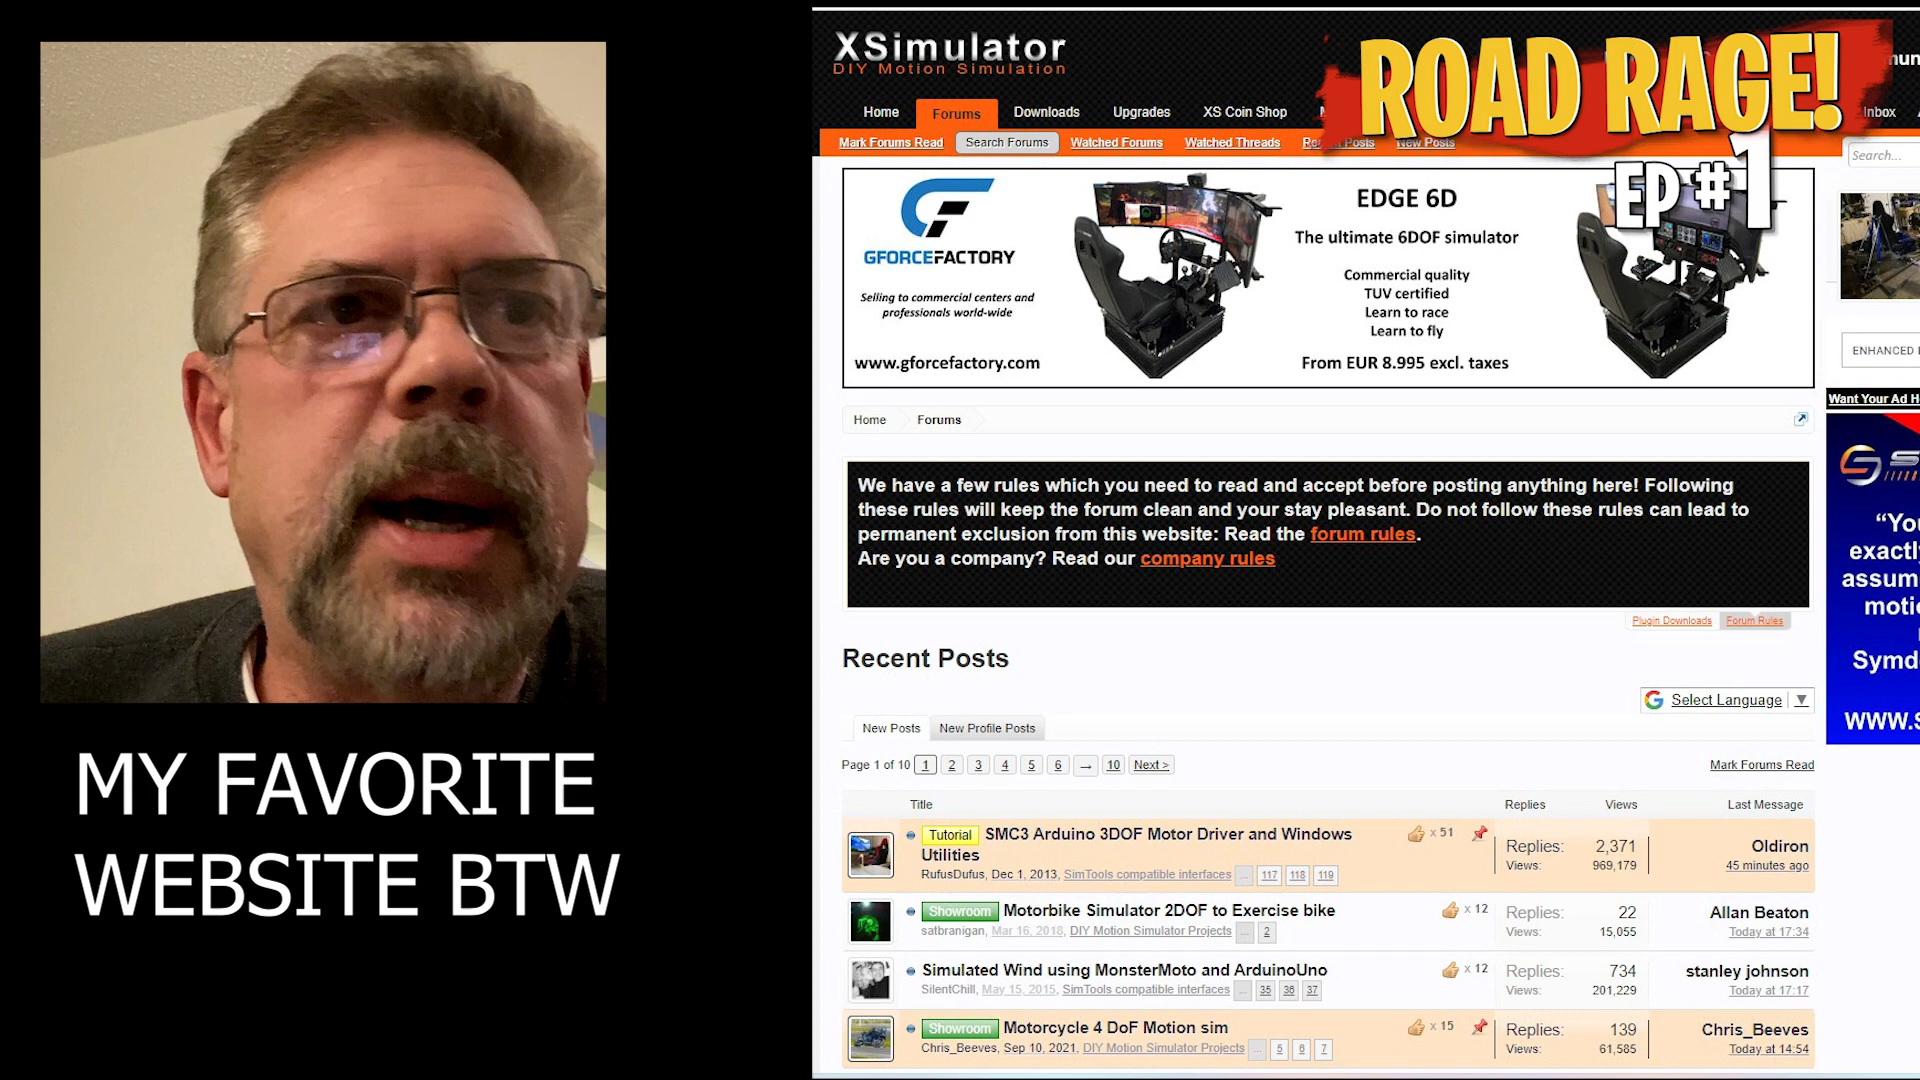 MY FAVORITE
WEBSITE BTW
XSimulator
DIY Motion Simulation
ROAD RAGE!
EP #1
Home Forums Downloads Upgrades XS Coin Shop Inbox
Mark Forums Read Search Forums Watched Forums Watched Threads Recent Posts New Posts
Search...
GFORCEFACTORY
Selling to commercial centers and
professionals world-wide
www.gforcefactory.com
EDGE 6D
The ultimate 6DOF simulator
Commercial quality
TUV certified
Learn to race
Learn to fly
From EUR 8.995 excl. taxes
ENHANCED
Want Your Ad H
Home Forums
We have a few rules which you need to read and accept before posting anything here! Following
these rules will keep the forum clean and your stay pleasant. Do not follow these rules can lead to
permanent exclusion from this website: Read the forum rules.
Are you a company? Read our company rules
Plugin Downloads Forum Rules
“You
exactly
assum
motio
Symd
www.s
Recent Posts
Select Language ▼
New Posts New Profile Posts
Page 1 of 10 1 2 3 4 5 6 → 10 Next >
Mark Forums Read
Title Replies Views Last Message
Tutorial SMC3 Arduino 3DOF Motor Driver and Windows
Utilities
RufusDufus, Dec 1, 2013, SimTools compatible interfaces ... 117 118 119
x 51
Replies: 2,371
Views: 969,179
Oldiron
45 minutes ago
Showroom Motorbike Simulator 2DOF to Exercise bike
satbranigan, Mar 16, 2018, DIY Motion Simulator Projects ... 2
x 12
Replies: 22
Views: 15,055
Allan Beaton
Today at 17:34
Simulated Wind using MonsterMoto and ArduinoUno
SilentChill, May 15, 2015, SimTools compatible interfaces ... 35 36 37
x 12
Replies: 734
Views: 201,229
stanley johnson
Today at 17:17
Showroom Motorcycle 4 DoF Motion sim
Chris_Beeves, Sep 10, 2021, DIY Motion Simulator Projects ... 5 6 7
x 15
Replies: 139
Views: 61,585
Chris_Beeves
Today at 14:54